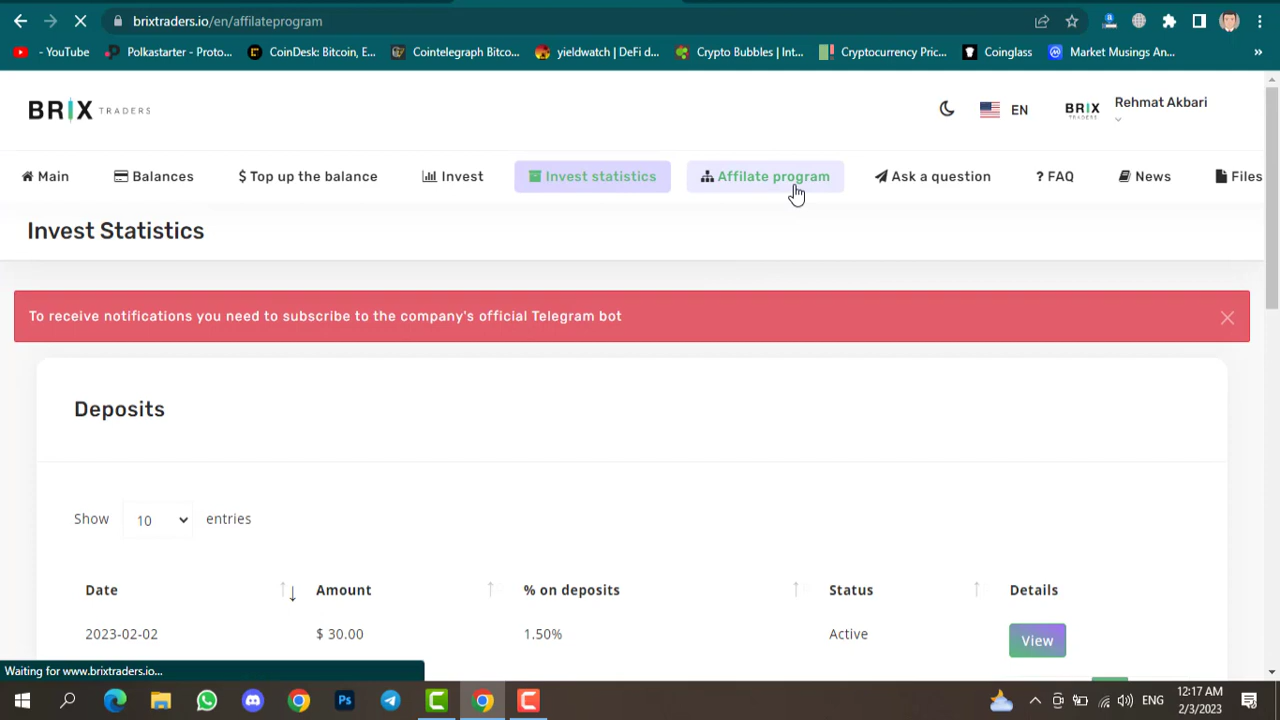 brixtraders.io/en/affilateprogram
- YouTube
Polkastarter - Proto...
CoinDesk: Bitcoin, E...
Cointelegraph Bitco...
yieldwatch | DeFi d...
Crypto Bubbles | Int...
Cryptocurrency Pric...
Coinglass
Market Musings An...
»
BRIX TRADERS
EN
BRIX
TRADERS
Rehmat Akbari
Main
Balances
$ Top up the balance
Invest
Invest statistics
Affilate program
Ask a question
? FAQ
News
Files
Invest Statistics
To receive notifications you need to subscribe to the company's official Telegram bot
Deposits
Show 10 entries
Date Amount % on deposits Status Details
2023-02-02 $ 30.00 1.50% Active View
Waiting for www.brixtraders.io...
Ps
ENG
12:17 AM
2/3/2023